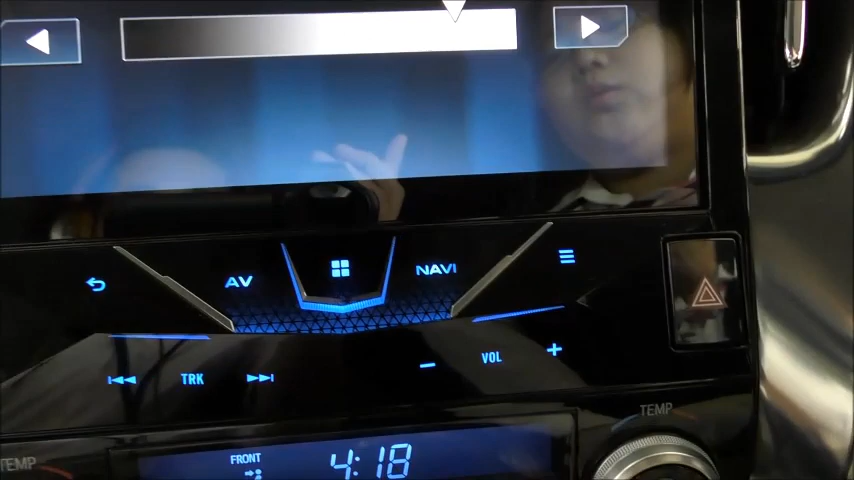 AV
NAVI
TRK
VOL
TEMP
TEMP
FRONT
4:18